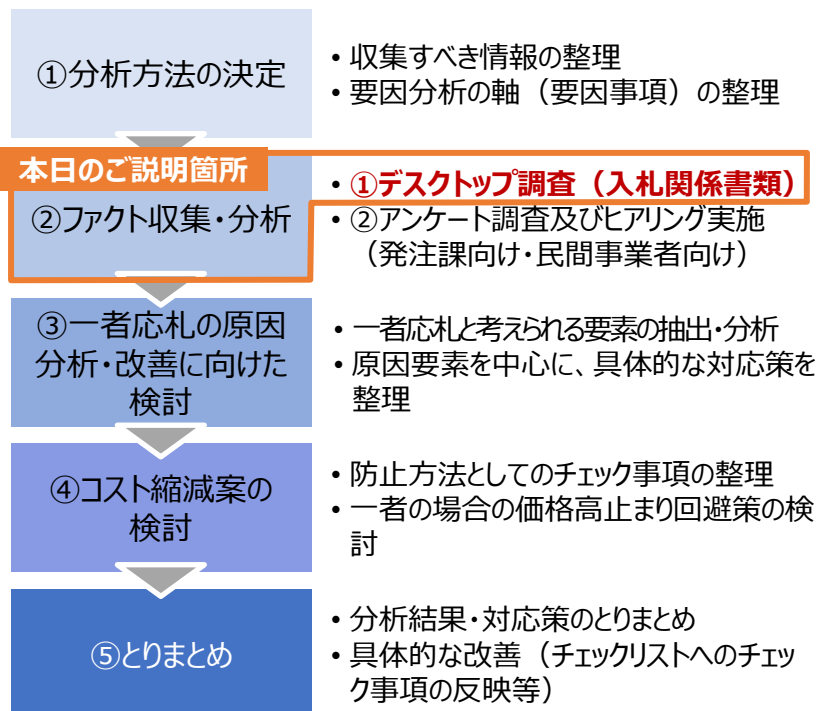 ①分析方法の決定
• 収集すべき情報の整理
• 要因分析の軸（要因事項）の整理
本日のご説明箇所
②ファクト収集・分析
• ①デスクトップ調査（入札関係書類）
• ②アンケート調査及びヒアリング実施
（発注課向け・民間事業者向け）
③一者応札の原因
分析・改善に向けた
検討
• 一者応札と考えられる要素の抽出・分析
• 原因要素を中心に、具体的な対応策を
整理
④コスト縮減案の
検討
• 防止方法としてのチェック事項の整理
• 一者の場合の価格高止まり回避策の検
討
⑤とりまとめ
• 分析結果・対応策のとりまとめ
• 具体的な改善（チェックリストへのチェッ
ク事項の反映等）